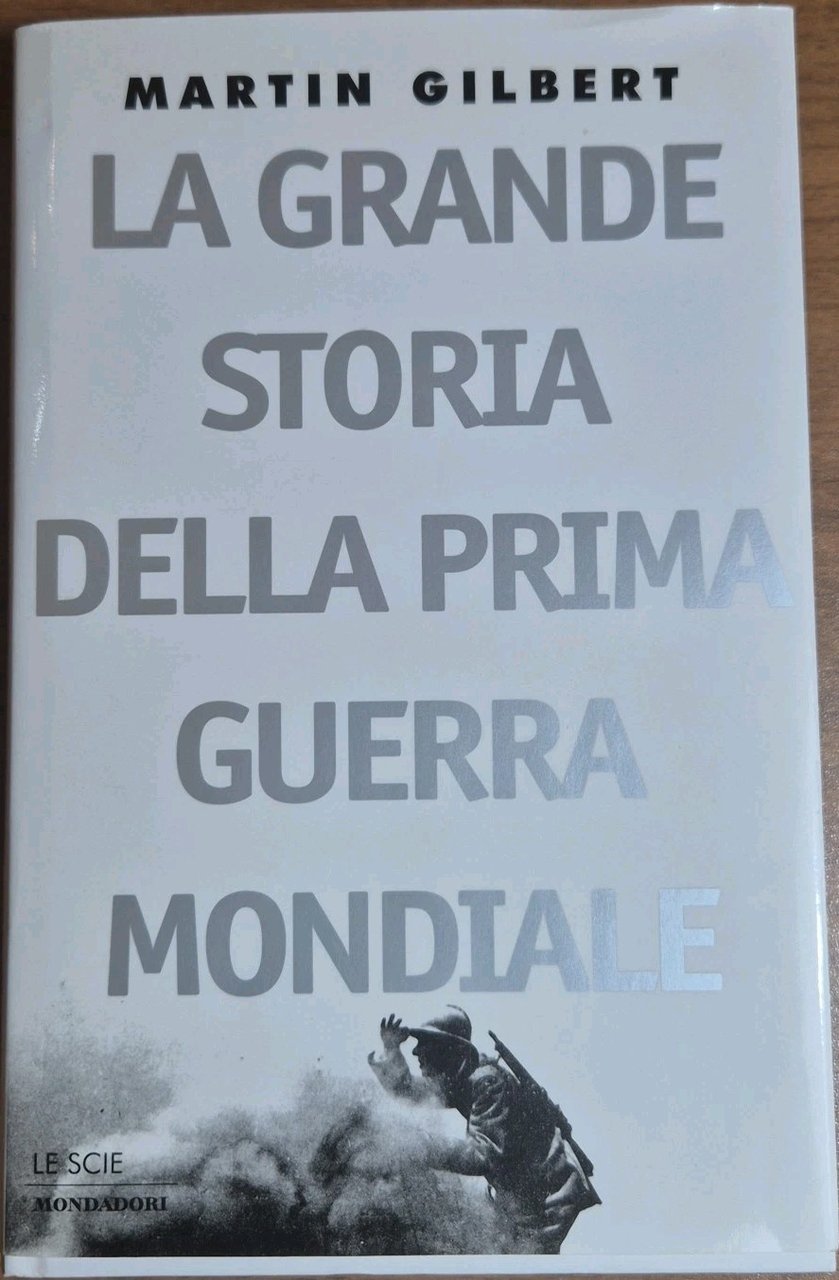 MARTIN GILBERT
LA GRANDE
STORIA
DELLA PRIMA
GUERRA
MONDIALE
LE SCIE
MONDADORI